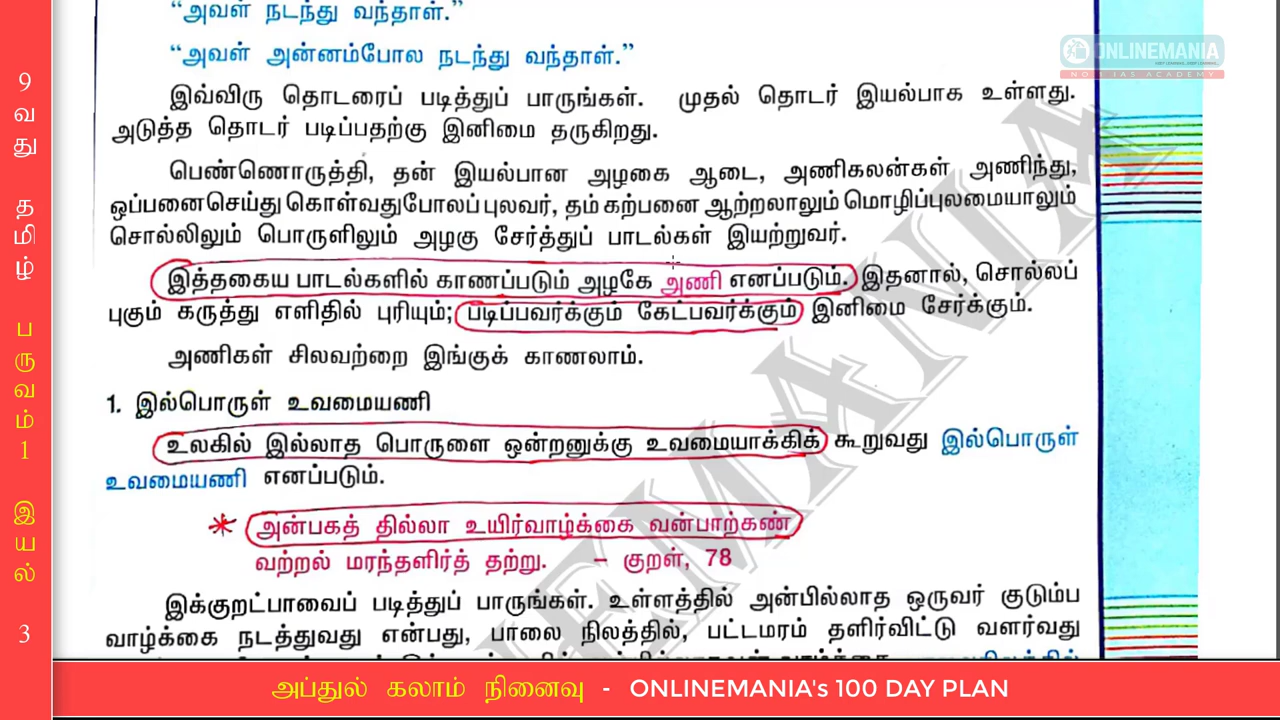 9
வ
து
த
மி
ழ்
ப
ரு
வ
ம்
1
இ
ய
ல்
3
“அவள் நடந்து வந்தாள்.”
“அவள் அன்னம்போல நடந்து வந்தாள்.”
ONLINEMANIA
NO 1 IAS ACADEMY
இவ்விரு தொடரைப் படித்துப் பாருங்கள். முதல் தொடர் இயல்பாக உள்ளது.
அடுத்த தொடர் படிப்பதற்கு இனிமை தருகிறது.
பெண்ணொருத்தி, தன் இயல்பான அழகை ஆடை, அணிகலன்கள் அணிந்து,
ஒப்பனைசெய்து கொள்வதுபோலப் புலவர், தம் கற்பனை ஆற்றலாலும் மொழிப்புலமையாலும்
சொல்லிலும் பொருளிலும் அழகு சேர்த்துப் பாடல்கள் இயற்றுவர்.
இத்தகைய பாடல்களில் காணப்படும் அழகே அணி எனப்படும். இதனால், சொல்லப்
புகும் கருத்து எளிதில் புரியும்; படிப்பவர்க்கும் கேட்பவர்க்கும் இனிமை சேர்க்கும்.
அணிகள் சிலவற்றை இங்குக் காணலாம்.
1. இல்பொருள் உவமையணி
உலகில் இல்லாத பொருளை ஒன்றனுக்கு உவமையாக்கிக் கூறுவது இல்பொருள்
உவமையணி எனப்படும்.
* அன்பகத் தில்லா உயிர்வாழ்க்கை வன்பாற்கண்
வற்றல் மரந்தளிர்த் தற்று. – குறள், 78
இக்குறட்பாவைப் படித்துப் பாருங்கள். உள்ளத்தில் அன்பில்லாத ஒருவர் குடும்ப
வாழ்க்கை நடத்துவது என்பது, பாலை நிலத்தில், பட்டமரம் தளிர்விட்டு வளர்வது
அப்துல் கலாம் நினைவு - ONLINEMANIA's 100 DAY PLAN